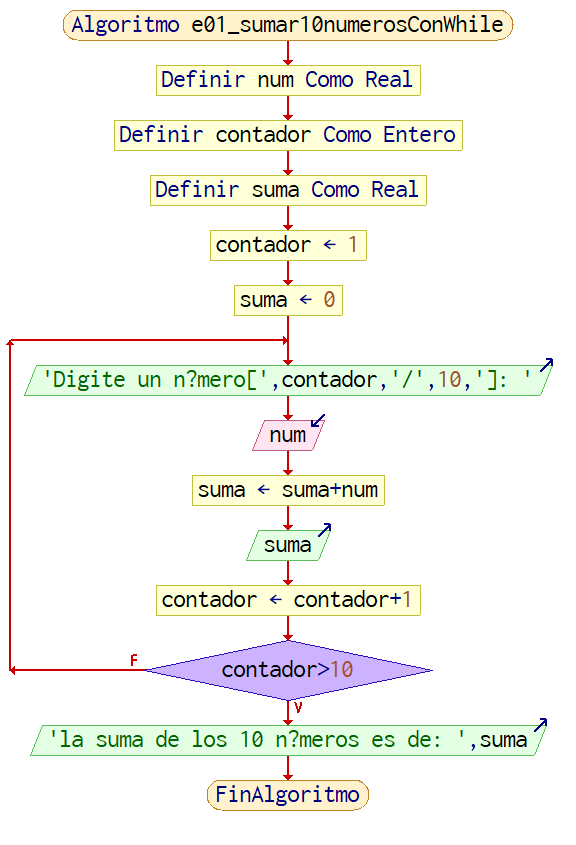 Algoritmo e01_sumar10numerosConWhile
Definir num Como Real
Definir contador Como Entero
Definir suma Como Real
contador ← 1
suma ← 0
'Digite un n?mero[',contador,'/',10,']: '
num
suma ← suma+num
suma
contador ← contador+1
F
contador>10
V
'la suma de los 10 n?meros es de: ',suma
FinAlgoritmo